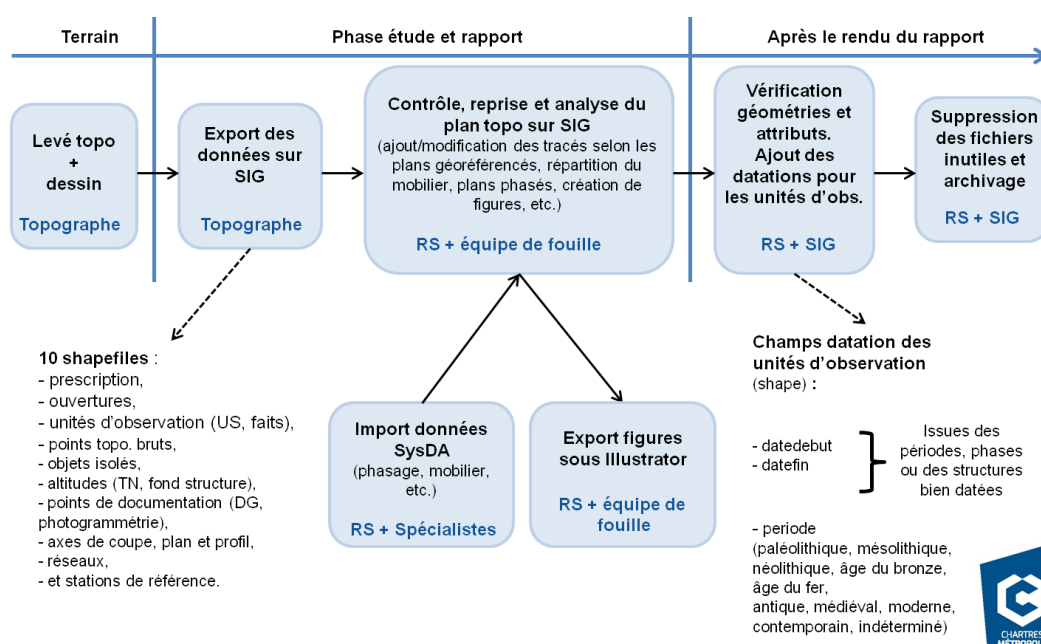 Terrain
Phase étude et rapport
Après le rendu du rapport
Levé topo
+
dessin
Topographe
Export des
données sur
SIG
Topographe
Contrôle, reprise et analyse du
plan topo sur SIG
(ajout/modification des tracés selon les
plans géoréférencés, répartition du
mobilier, plans phasés, création de
figures, etc.)
RS + équipe de fouille
Vérification
géométries et
attributs.
Ajout des
datations pour
les unités d'obs.
RS + SIG
Suppression
des fichiers
inutiles et
archivage
RS + SIG
10 shapefiles :
- prescription,
- ouvertures,
- unités d'observation (US, faits),
- points topo. bruts,
- objets isolés,
- altitudes (TN, fond structure),
- points de documentation (DG,
photogrammétrie),
- axes de coupe, plan et profil,
- réseaux,
- et stations de référence.
Import données
SysDA
(phasage, mobilier,
etc.)
RS + Spécialistes
Export figures
sous Illustrator
RS + équipe de
fouille
Champs datation des
unités d'observation
(shape) :
- datedebut
- datefin
Issues des
périodes, phases
ou des structures
bien datées
- periode
(paléolithique, mésolithique,
néolithique, âge du bronze,
âge du fer,
antique, médiéval, moderne,
contemporain, indéterminé)
CHARTRES